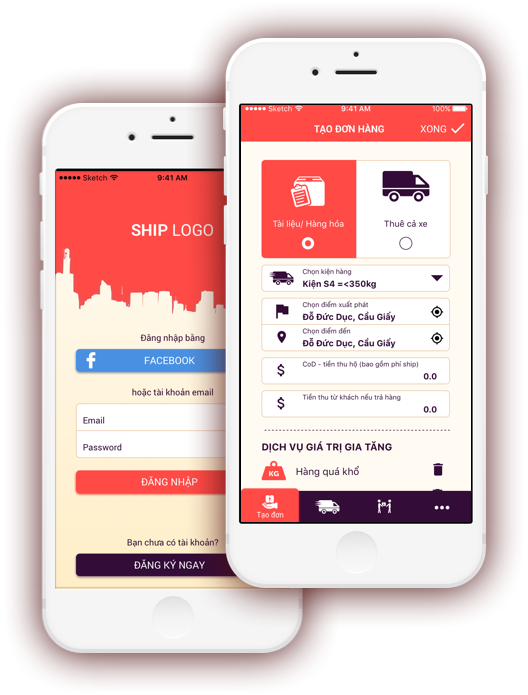 Sketch 9:41 AM
SHIP LOGO
Đăng nhập bằng
FACEBOOK
hoặc tài khoản email
Email
Password
ĐĂNG NHẬP
Bạn chưa có tài khoản?
ĐĂNG KÝ NGAY
Sketch 9:41 AM 100%
TẠO ĐƠN HÀNG XONG
Tài liệu/ Hàng hóa
Thuê cả xe
Chọn kiện hàng
Kiện S4 =<350kg
Chọn điểm xuất phát
Đỗ Đức Dục, Cầu Giấy
Chọn điểm đến
Đỗ Đức Dục, Cầu Giấy
CoD - tiền thu hộ (bao gồm phí ship)
0.0
Tiền thu từ khách nếu trả hàng
0.0
DỊCH VỤ GIÁ TRỊ GIA TĂNG
KG Hàng quá khổ
Tạo đơn